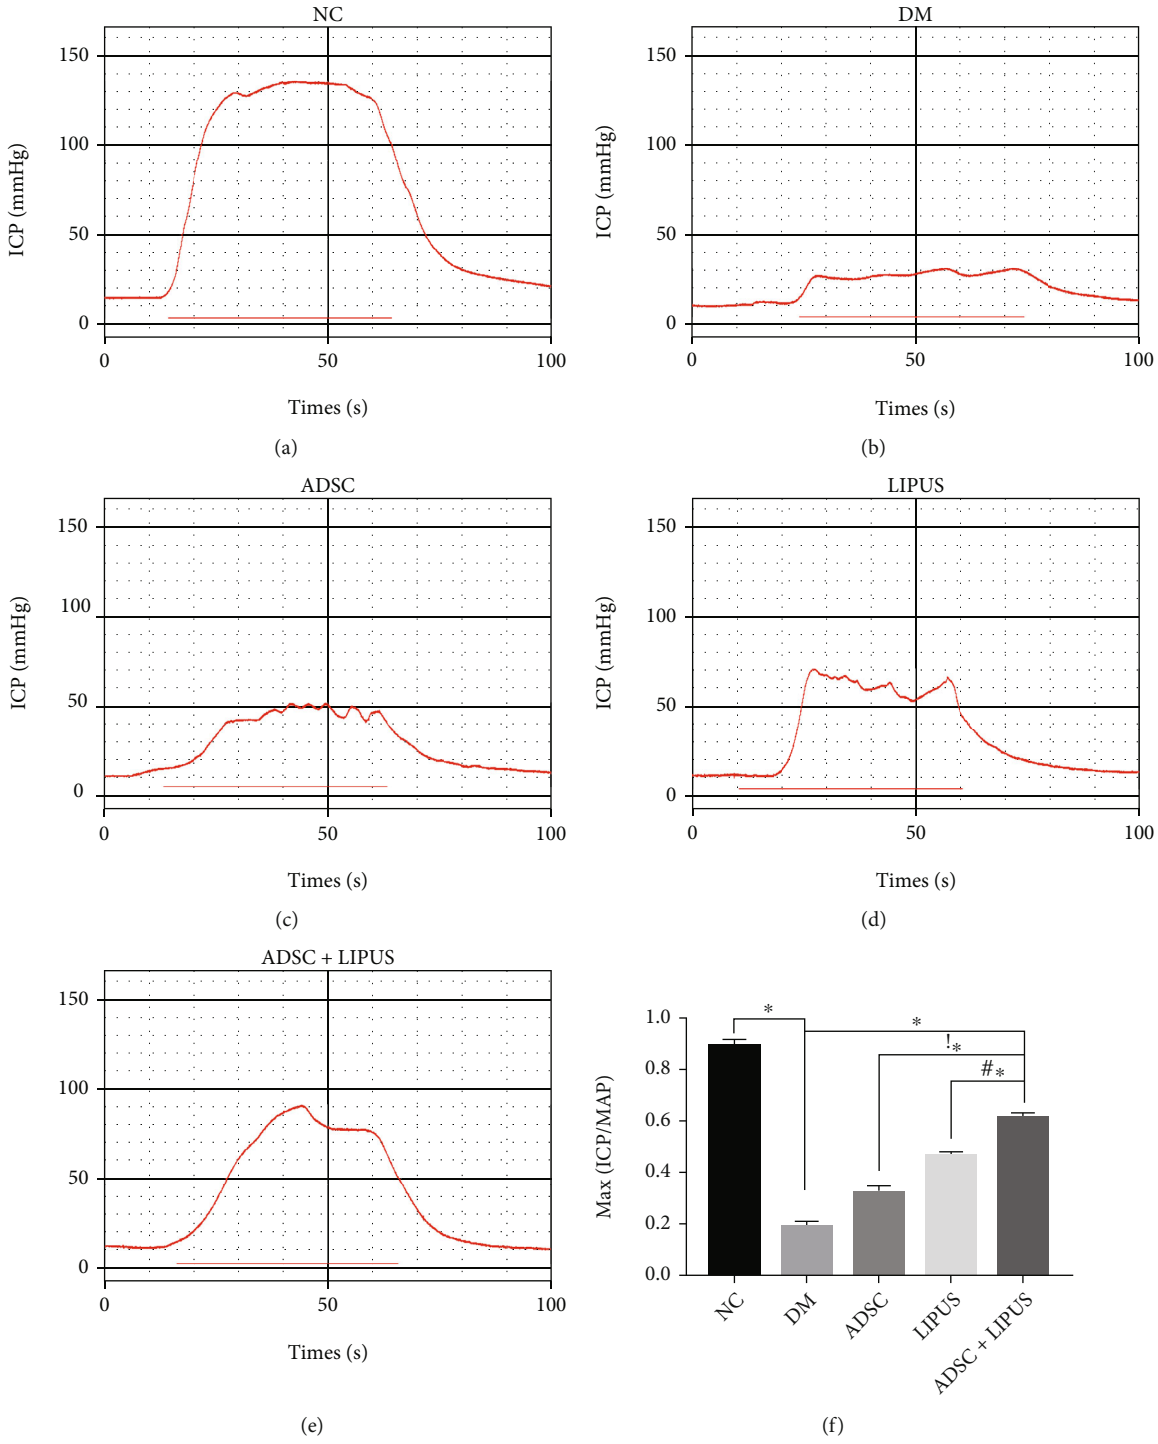 NC
150
100
50
0
ICP (mmHg)
0 50 100
Times (s)
(a)
DM
150
100
50
0
ICP (mmHg)
0 50 100
Times (s)
(b)
ADSC
150
100
50
0
ICP (mmHg)
0 50 100
Times (s)
(c)
LIPUS
150
100
50
0
ICP (mmHg)
0 50 100
Times (s)
(d)
ADSC + LIPUS
150
100
50
0
0 50 100
Times (s)
(e)
1.0
0.8
0.6
0.4
0.2
0.0
Max (ICP/MAP)
*
*
!*
#*
NC
DM
ADSC
LIPUS
ADSC + LIPUS
(f)